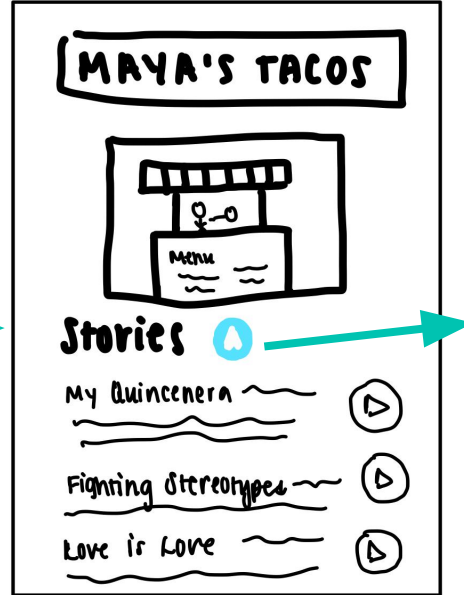 MAYA'S TACOS
Menu
Stories
My Quincenera
Fighting Stereotypes
Love is Love